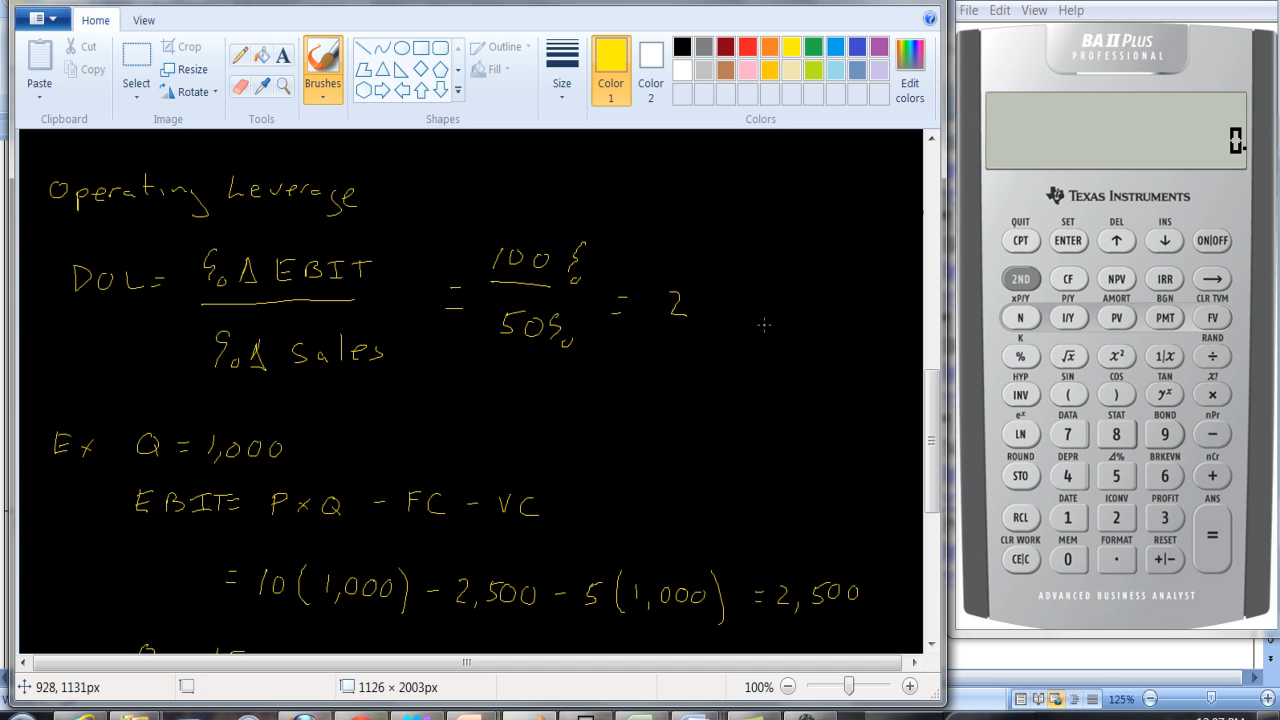 File Edit View Help
Home View
Paste Cut Copy Select Crop Resize Rotate Brushes Outline Fill Size Color 1 Color 2 Edit colors
Clipboard Image Tools Shapes Colors
Operating Leverage
DOL = % Δ EBIT / % Δ Sales = 100% / 50% = 2
Ex Q = 1,000
EBIT = P x Q - FC - VC
= 10(1,000) - 2,500 - 5(1,000) = 2,500
928, 1131px 1126 × 2003px 100%
125%
BA II Plus
PROFESSIONAL
0.
TEXAS INSTRUMENTS
QUIT SET DEL INS
CPT ENTER ↑ ↓ ON|OFF
2ND CF NPV IRR →
xP/Y P/Y AMORT BGN CLR TVM
N I/Y PV PMT FV
K RAND
% √x x² 1/x ÷
HYP SIN COS TAN x!
INV ( ) yˣ ×
eˣ DATA STAT BOND nPr
LN 7 8 9 −
ROUND DEPR Δ% BRKEVN nCr
STO 4 5 6 +
DATE ICONV PROFIT ANS
RCL 1 2 3 =
CLR WORK MEM FORMAT RESET
CE|C 0 . +|−
ADVANCED BUSINESS ANALYST